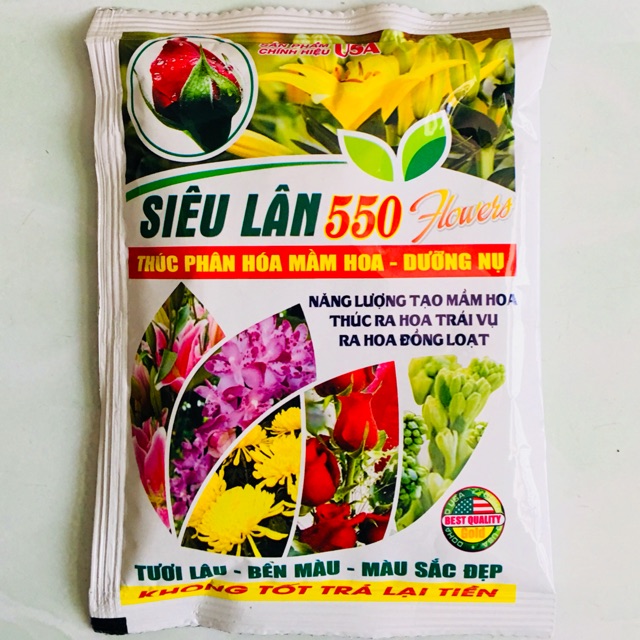 SẢN PHẨM
CHÍNH HIỆU USA
SIÊU LÂN 550 Flowers
THÚC PHÂN HÓA MẦM HOA - DƯỠNG NỤ
NĂNG LƯỢNG TẠO MẦM HOA
THÚC RA HOA TRÁI VỤ
RA HOA ĐỒNG LOẠT
BEST QUALITY
Gold
TƯƠI LÂU - BỀN MÀU - MÀU SẮC ĐẸP
KHÔNG TỐT TRẢ LẠI TIỀN